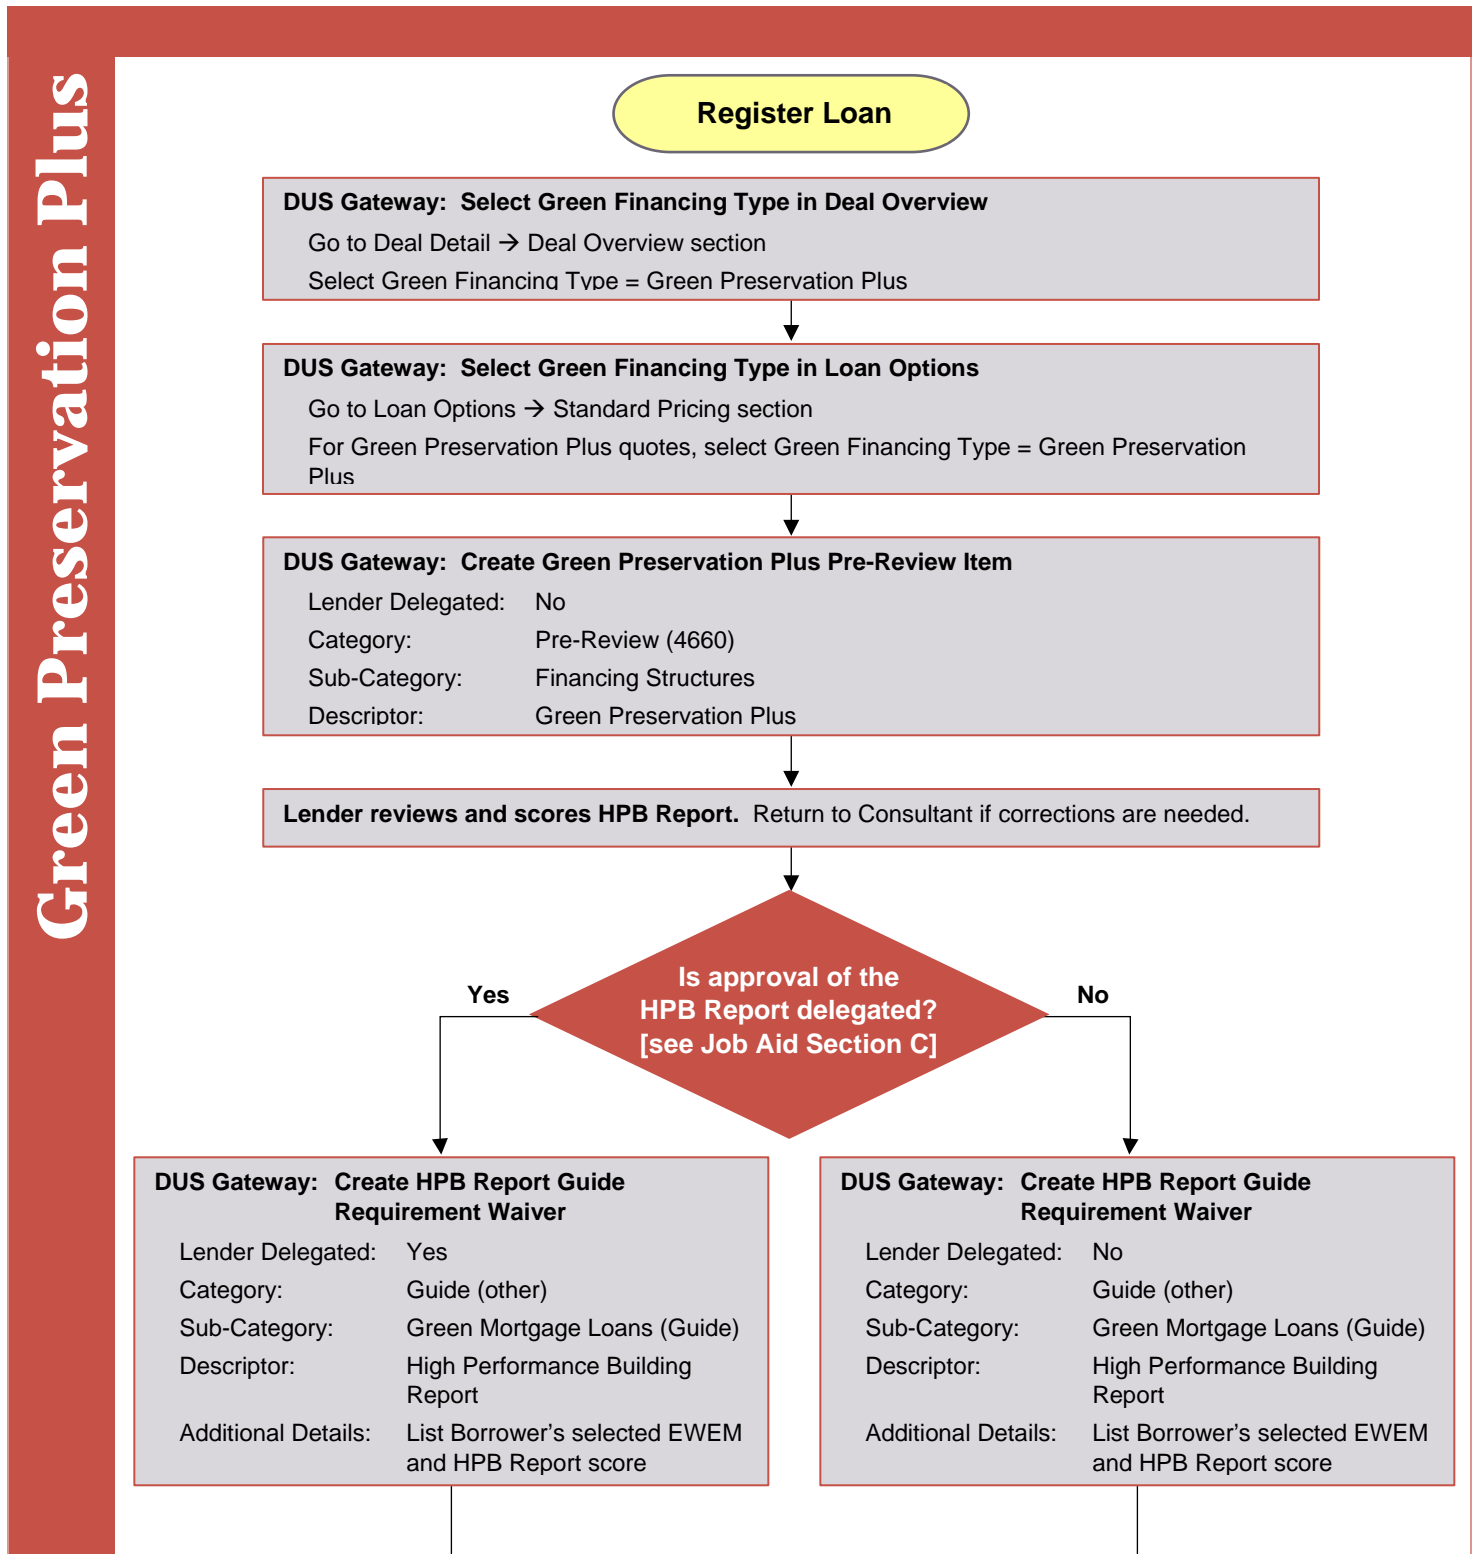 Green Preservation Plus
Register Loan
DUS Gateway: Select Green Financing Type in Deal Overview
Go to Deal Detail → Deal Overview section
Select Green Financing Type = Green Preservation Plus
DUS Gateway: Select Green Financing Type in Loan Options
Go to Loan Options → Standard Pricing section
For Green Preservation Plus quotes, select Green Financing Type = Green Preservation
Plus
DUS Gateway: Create Green Preservation Plus Pre-Review Item
Lender Delegated: No
Category: Pre-Review (4660)
Sub-Category: Financing Structures
Descriptor: Green Preservation Plus
Lender reviews and scores HPB Report. Return to Consultant if corrections are needed.
Is approval of the
HPB Report delegated?
[see Job Aid Section C]
Yes
No
DUS Gateway: Create HPB Report Guide
Requirement Waiver
Lender Delegated: Yes
Category: Guide (other)
Sub-Category: Green Mortgage Loans (Guide)
Descriptor: High Performance Building
Report
Additional Details: List Borrower’s selected EWEM
and HPB Report score
DUS Gateway: Create HPB Report Guide
Requirement Waiver
Lender Delegated: No
Category: Guide (other)
Sub-Category: Green Mortgage Loans (Guide)
Descriptor: High Performance Building
Report
Additional Details: List Borrower’s selected EWEM
and HPB Report score